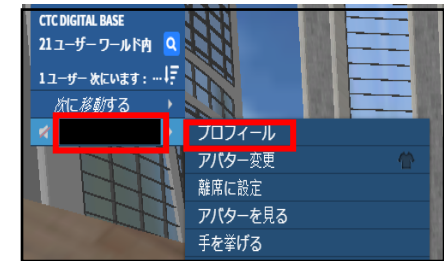 CTC DIGITAL BASE
21ユーザー ワールド内
1ユーザー 次にいます: …
次に移動する
プロフィール
アバター変更
離席に設定
アバターを見る
手を挙げる